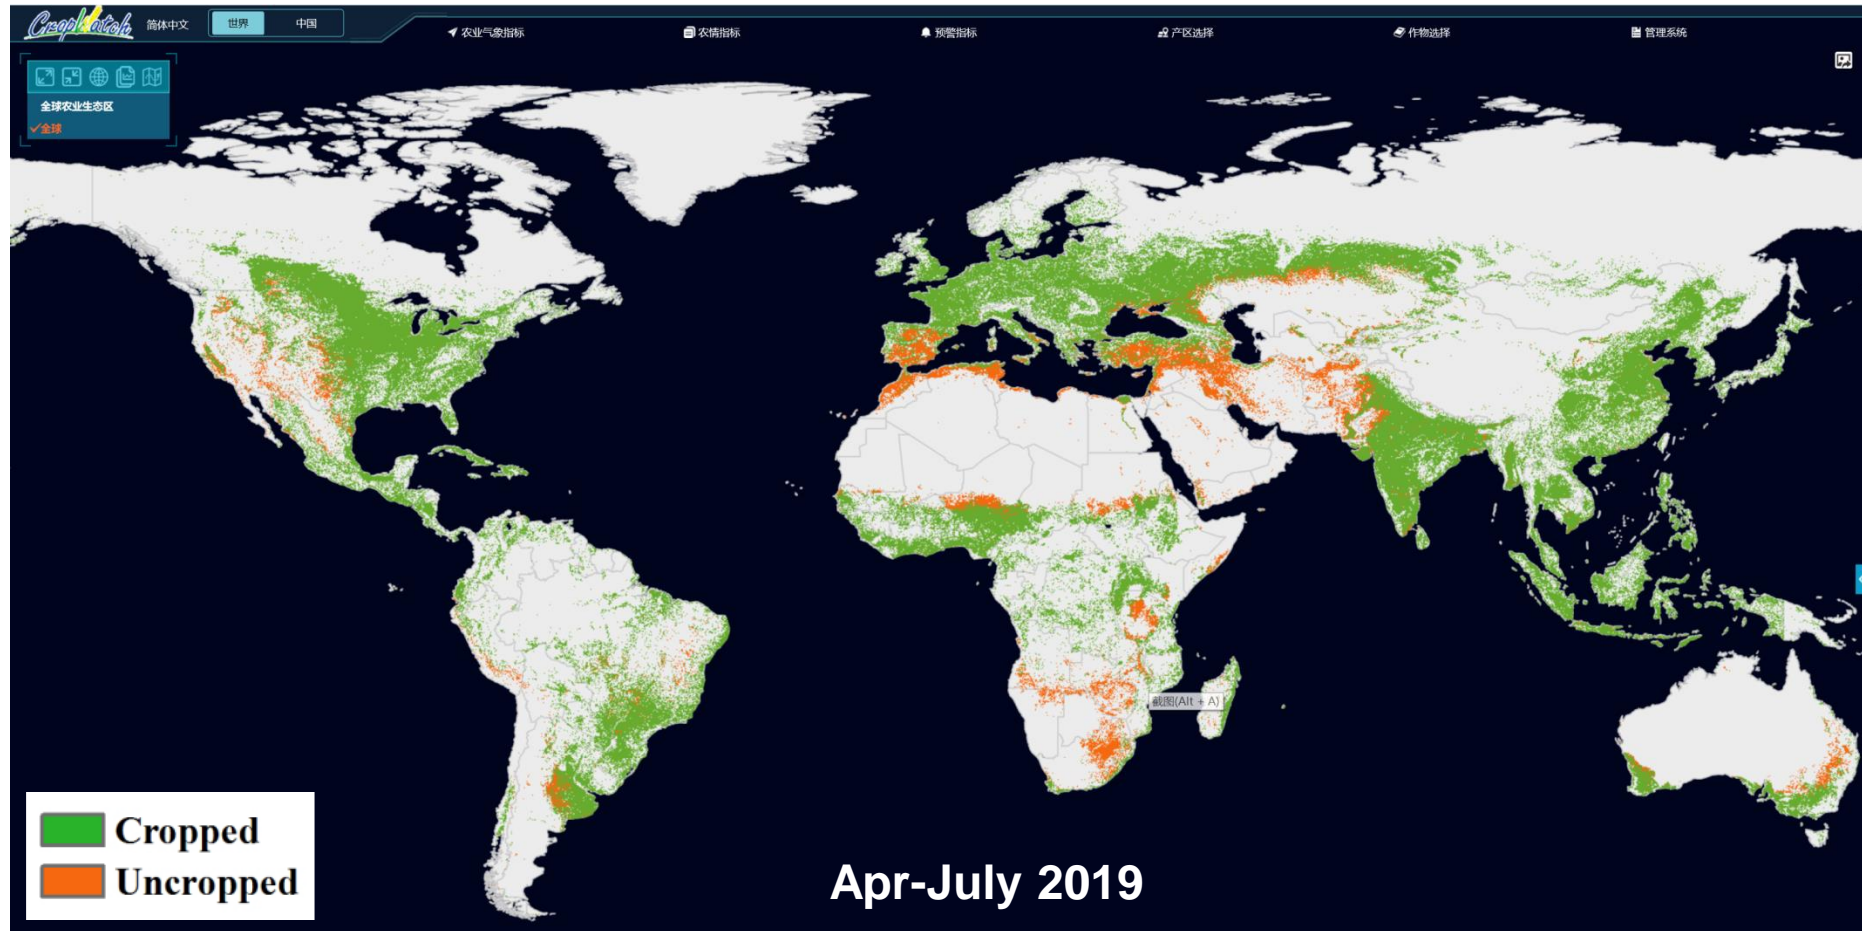 CropWatch 简体中文 世界 中国 农业气象指标 农情指标 预警指标 产区选择 作物选择 管理系统
全球农业生态区
全球
截图(Alt + A)
Cropped
Uncropped
Apr-July 2019